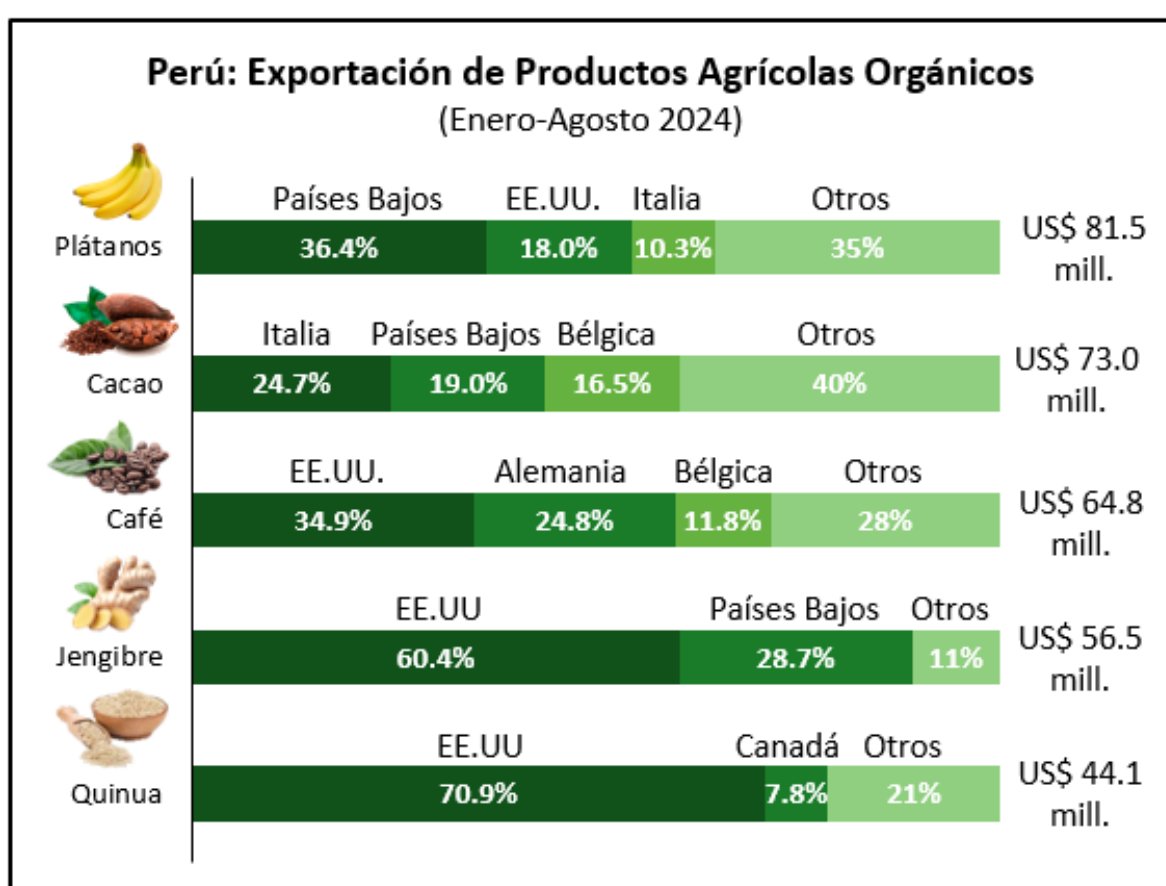 Perú: Exportación de Productos Agrícolas Orgánicos
(Enero-Agosto 2024)
Países Bajos EE.UU. Italia Otros
Plátanos 36.4% 18.0% 10.3% 35% US$ 81.5
mill.
Italia Países Bajos Bélgica Otros
Cacao 24.7% 19.0% 16.5% 40% US$ 73.0
mill.
EE.UU. Alemania Bélgica Otros
Café 34.9% 24.8% 11.8% 28% US$ 64.8
mill.
EE.UU Países Bajos Otros
Jengibre 60.4% 28.7% 11% US$ 56.5
mill.
EE.UU Canadá Otros
Quinua 70.9% 7.8% 21% US$ 44.1
mill.